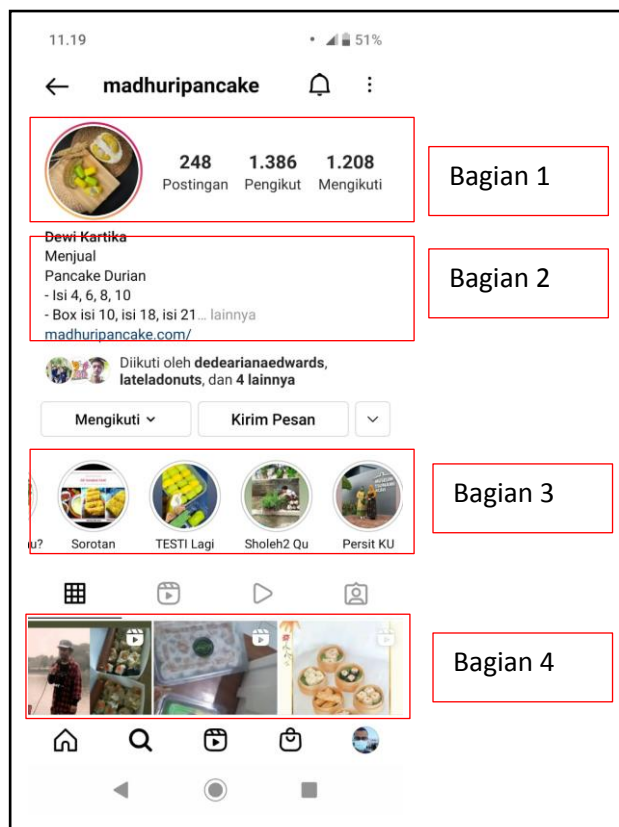 11.19 51%
madhuripancake
248 1.386 1.208
Postingan Pengikut Mengikuti
Bagian 1
Dewi Kartika
Menjual
Pancake Durian
- Isi 4, 6, 8, 10
- Box isi 10, isi 18, isi 21... lainnya
madhuripancake.com/
Bagian 2
Diikuti oleh dedearianaedwards,
lateladonuts, dan 4 lainnya
Mengikuti Kirim Pesan
u? Sorotan TESTI Lagi Sholeh2 Qu Persit KU
Bagian 3
Bagian 4